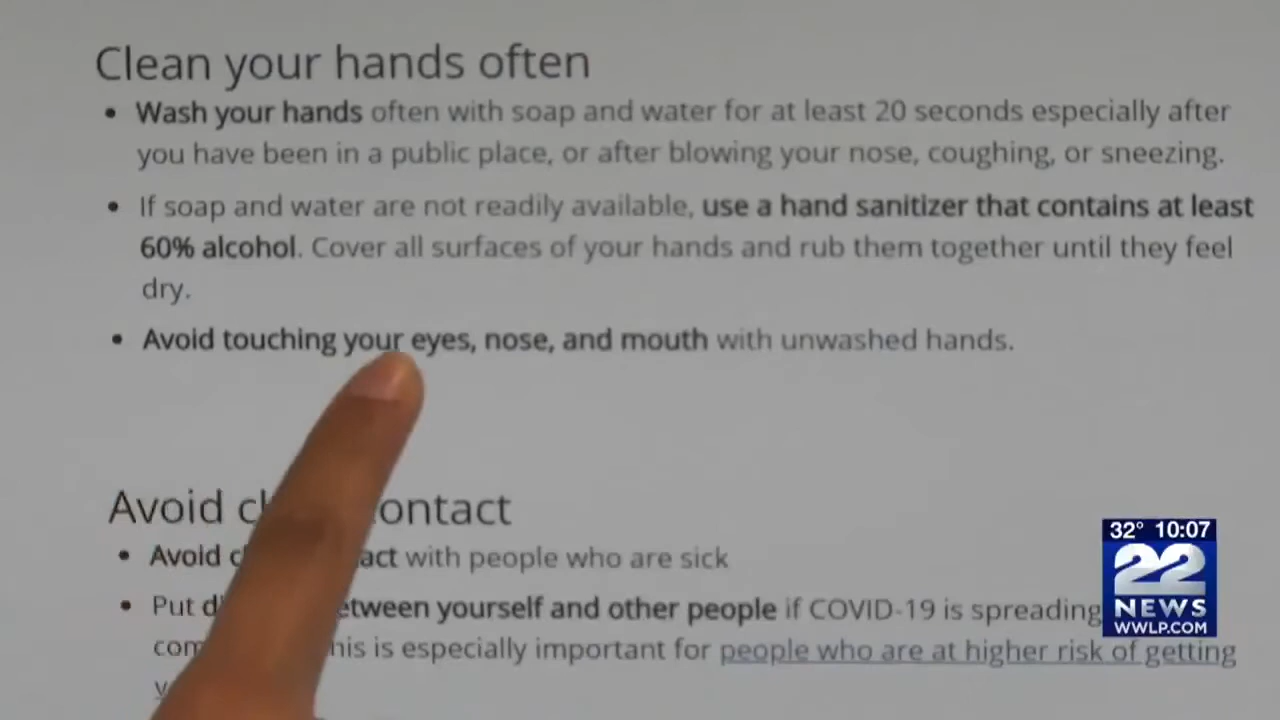 Clean your hands often
• Wash your hands often with soap and water for at least 20 seconds especially after
you have been in a public place, or after blowing your nose, coughing, or sneezing.
• If soap and water are not readily available, use a hand sanitizer that contains at least
60% alcohol. Cover all surfaces of your hands and rub them together until they feel
dry.
• Avoid touching your eyes, nose, and mouth with unwashed hands.
Avoid contact
• Avoid with people who are sick
• Put between yourself and other people if COVID-19 is spreading
is especially important for people who are at higher risk of getting
32° 10:07
22
NEWS
WWLP.COM